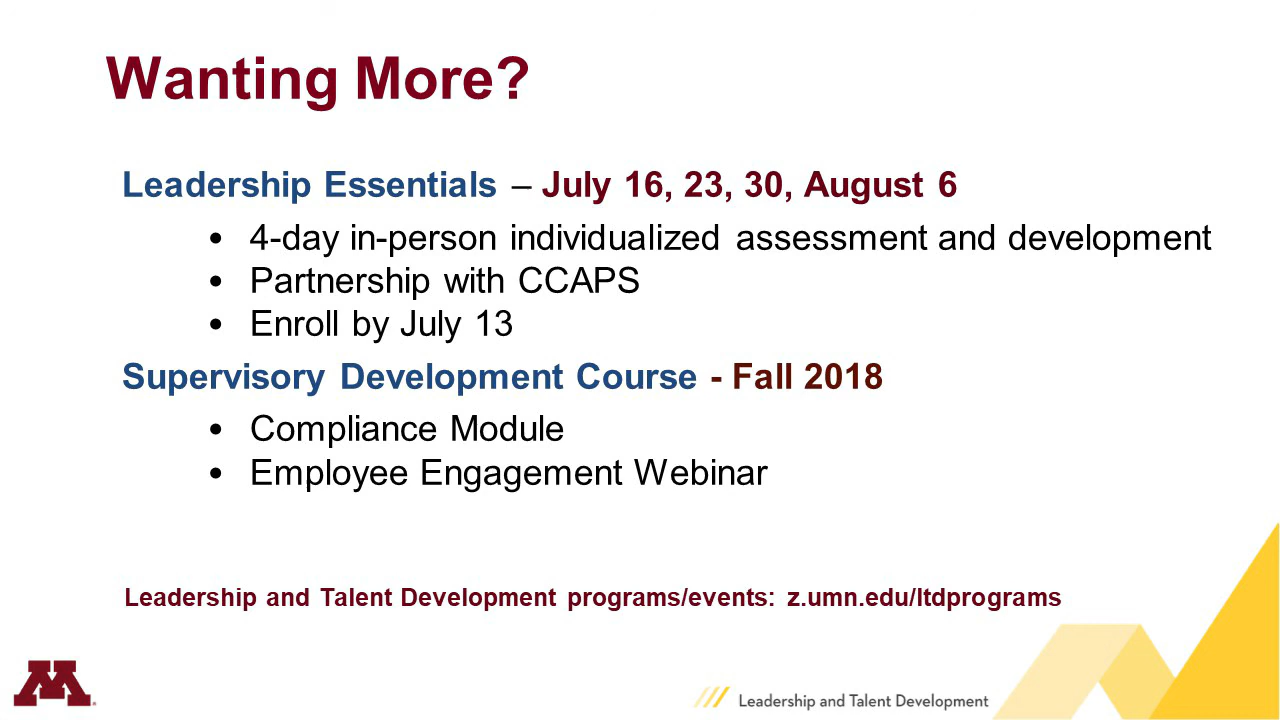 Wanting More?
Leadership Essentials – July 16, 23, 30, August 6
• 4-day in-person individualized assessment and development
• Partnership with CCAPS
• Enroll by July 13
Supervisory Development Course - Fall 2018
• Compliance Module
• Employee Engagement Webinar
Leadership and Talent Development programs/events: z.umn.edu/ltdprograms
M
Leadership and Talent Development